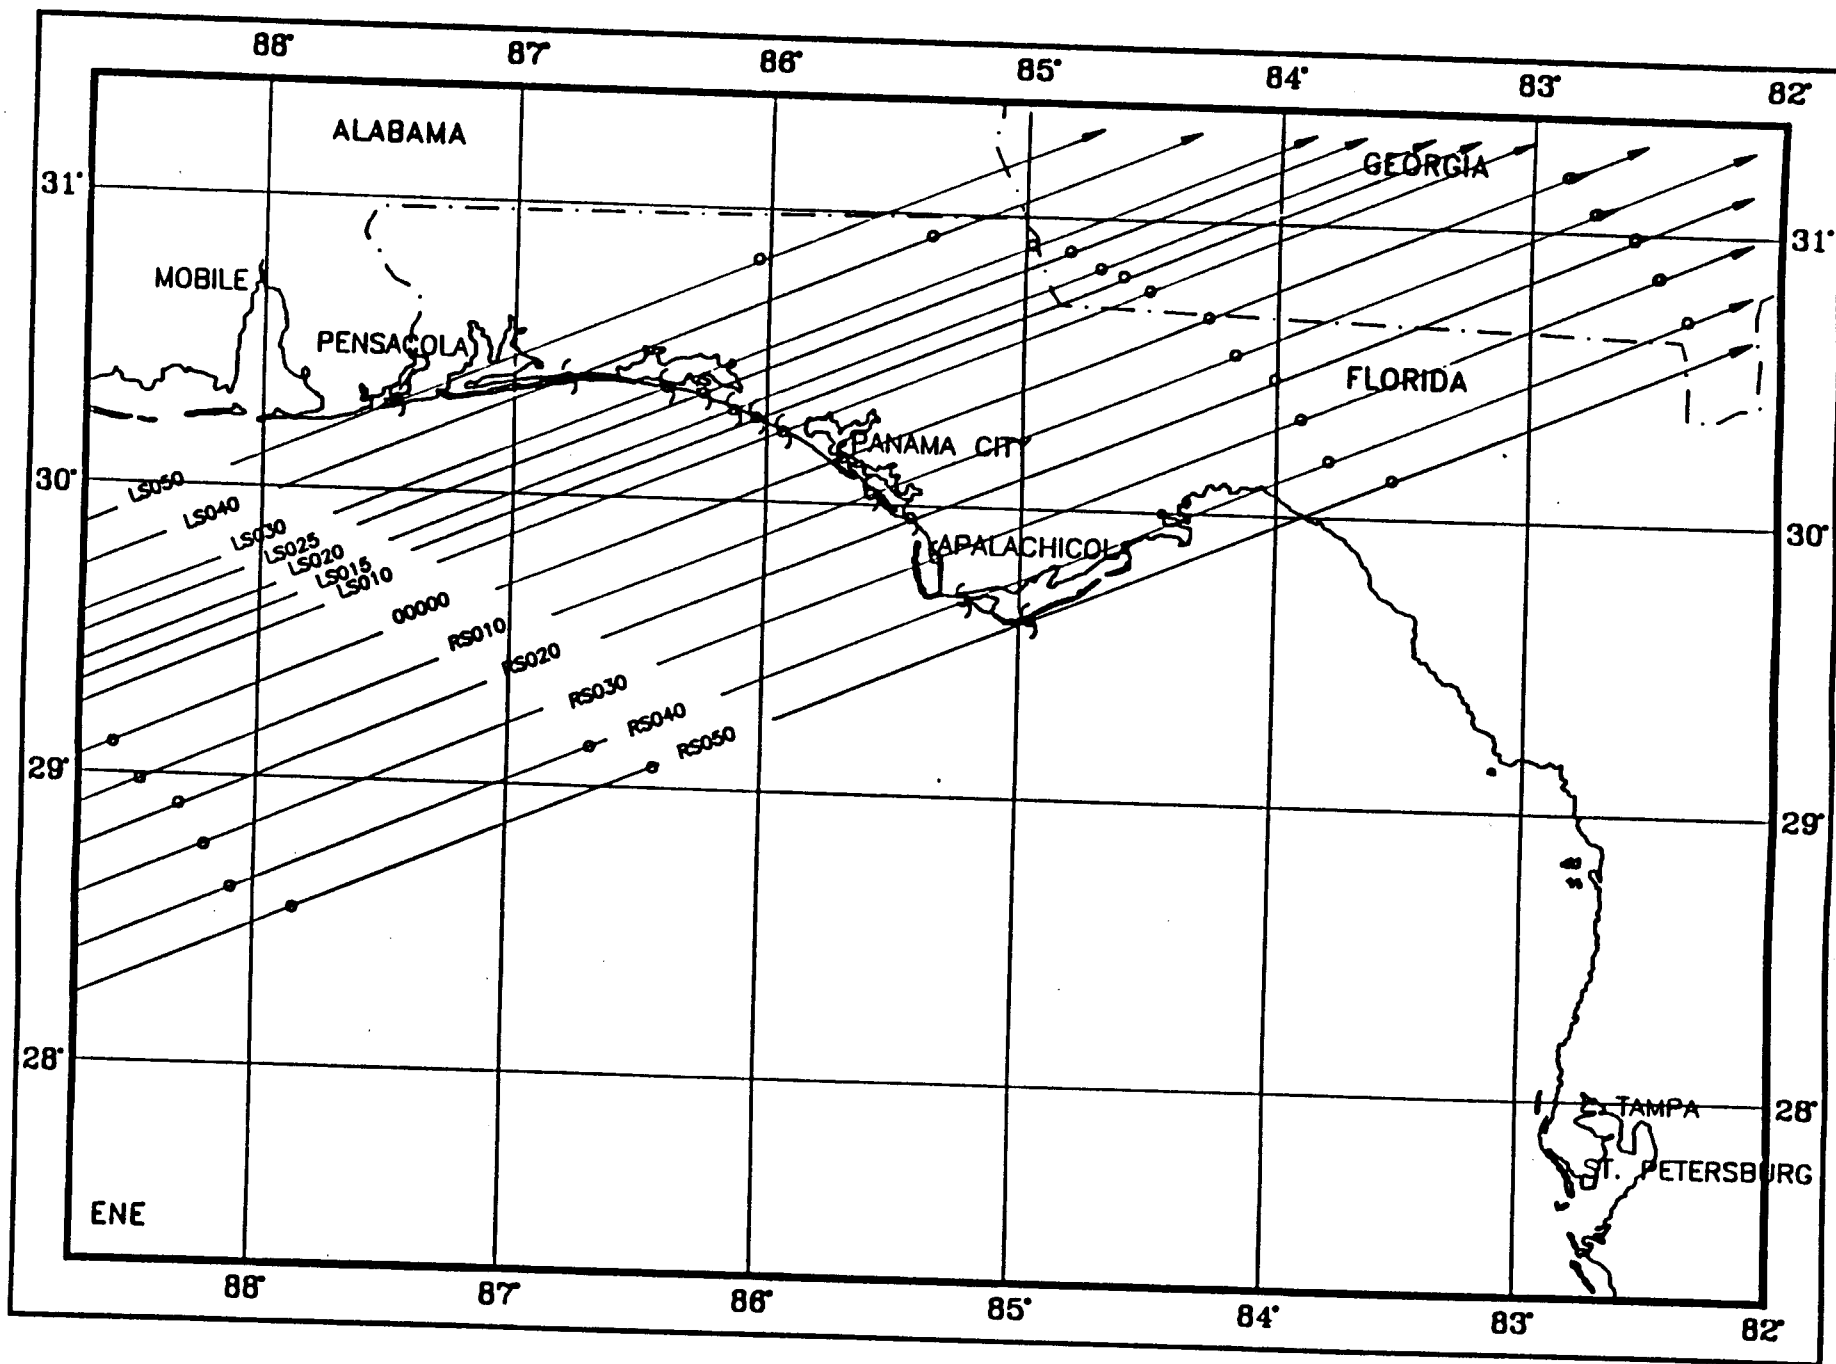 88° 87° 86° 85° 84° 83° 82°
ALABAMA
GEORGIA
31°
31°
MOBILE
PENSACOLA
FLORIDA
PANAMA CITY
30°
30°
LS050
LS040
LS030
LS025
LS020
LS015
LS010
00000
RS010
RS020
RS030
RS040
RS050
APALACHICOL
29°
29°
28°
28°
TAMPA
ST. PETERSBURG
ENE
88° 87° 86° 85° 84° 83° 82°